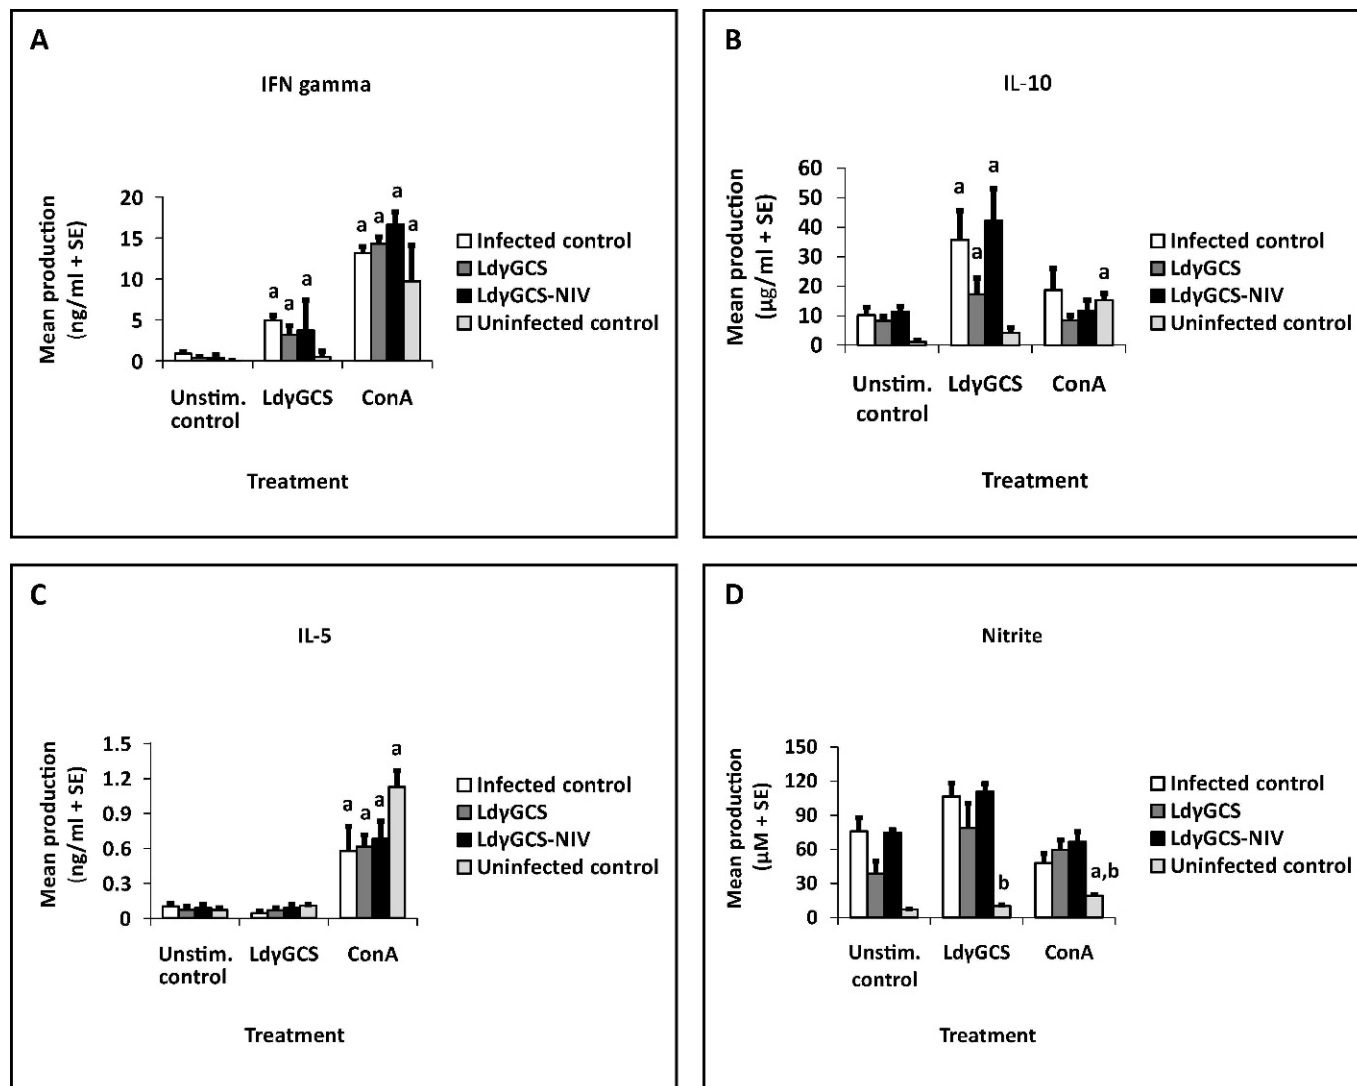 A
IFN gamma
Mean production
(ng/ml + SE)
20
15
10
5
0
a a a
a a a a
Unstim.
control
LdγGCS
ConA
Treatment
Infected control
LdγGCS
LdγGCS-NIV
Uninfected control
B
IL-10
Mean production
(μg/ml + SE)
60
50
40
30
20
10
0
a a a
a
Unstim.
control
LdγGCS
ConA
Treatment
Infected control
LdγGCS
LdγGCS-NIV
Uninfected control
C
IL-5
Mean production
(ng/ml + SE)
1.5
1.2
0.9
0.6
0.3
0
a a a a
Unstim.
control
LdγGCS
ConA
Treatment
Infected control
LdγGCS
LdγGCS-NIV
Uninfected control
D
Nitrite
Mean production
(μM + SE)
150
120
90
60
30
0
b
a,b
Unstim.
control
LdγGCS
ConA
Treatment
Infected control
LdγGCS
LdγGCS-NIV
Uninfected control